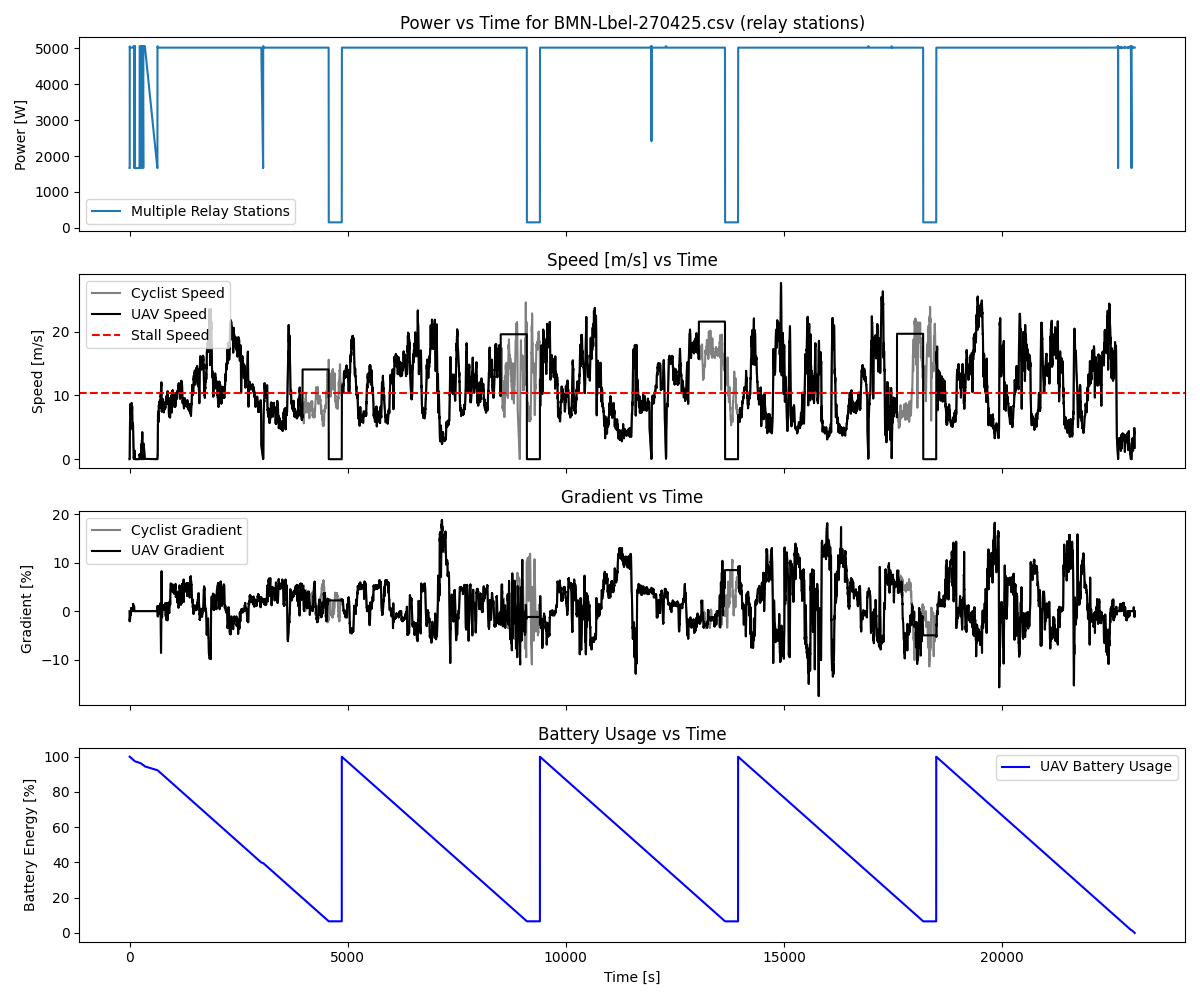 Power vs Time for BMN-Lbel-270425.csv (relay stations)
Power [W]
5000
4000
3000
2000
1000
0
Multiple Relay Stations
Speed [m/s] vs Time
Speed [m/s]
20
10
0
Cyclist Speed
UAV Speed
Stall Speed
Gradient vs Time
Gradient [%]
20
10
0
−10
Cyclist Gradient
UAV Gradient
Battery Usage vs Time
Battery Energy [%]
100
80
60
40
20
0
UAV Battery Usage
0 5000 10000 15000 20000
Time [s]